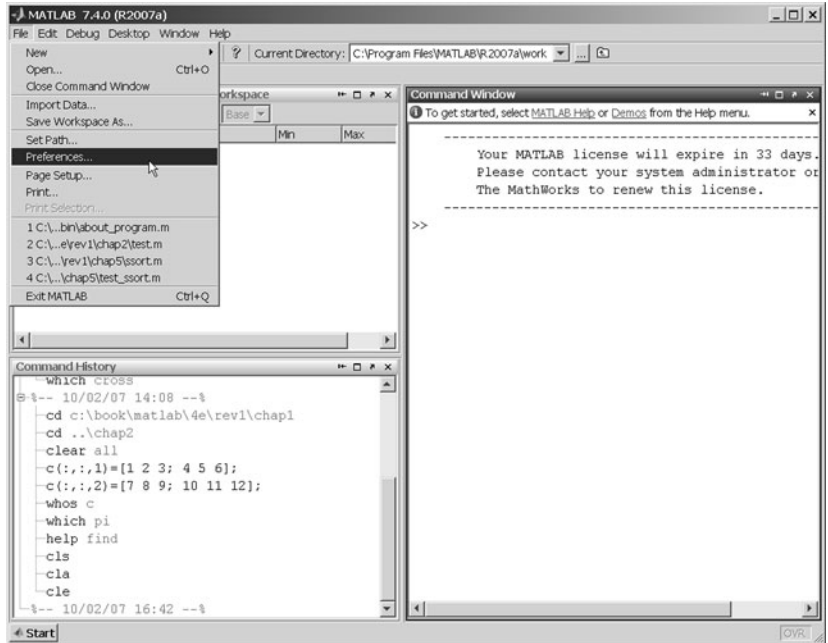 MATLAB 7.4.0 (R2007a)
File Edit Debug Desktop Window Help
New
Open... Ctrl+O
Close Command Window
Import Data...
Save Workspace As...
Set Path...
Preferences...
Page Setup...
Print...
Print Selection...
1 C:\...bin\about_program.m
2 C:\...e\rev1\chap2\test.m
3 C:\...\rev1\chap5\ssort.m
4 C:\...\chap5\test_ssort.m
Exit MATLAB Ctrl+Q
? Current Directory: C:\Program Files\MATLAB\R2007a\work ...
orkspace
Base
Min Max
Command History
which cross
%-- 10/02/07 14:08 --%
cd c:\book\matlab\4e\rev1\chap1
cd ..\chap2
clear all
c(:,:,1)=[1 2 3; 4 5 6];
c(:,:,2)=[7 8 9; 10 11 12];
whos c
which pi
help find
cls
cla
cle
%-- 10/02/07 16:42 --%
Command Window
To get started, select MATLAB Help or Demos from the Help menu.
----------------------------------------
Your MATLAB license will expire in 33 days.
Please contact your system administrator or
The MathWorks to renew this license.
----------------------------------------
>>
Start
OVR